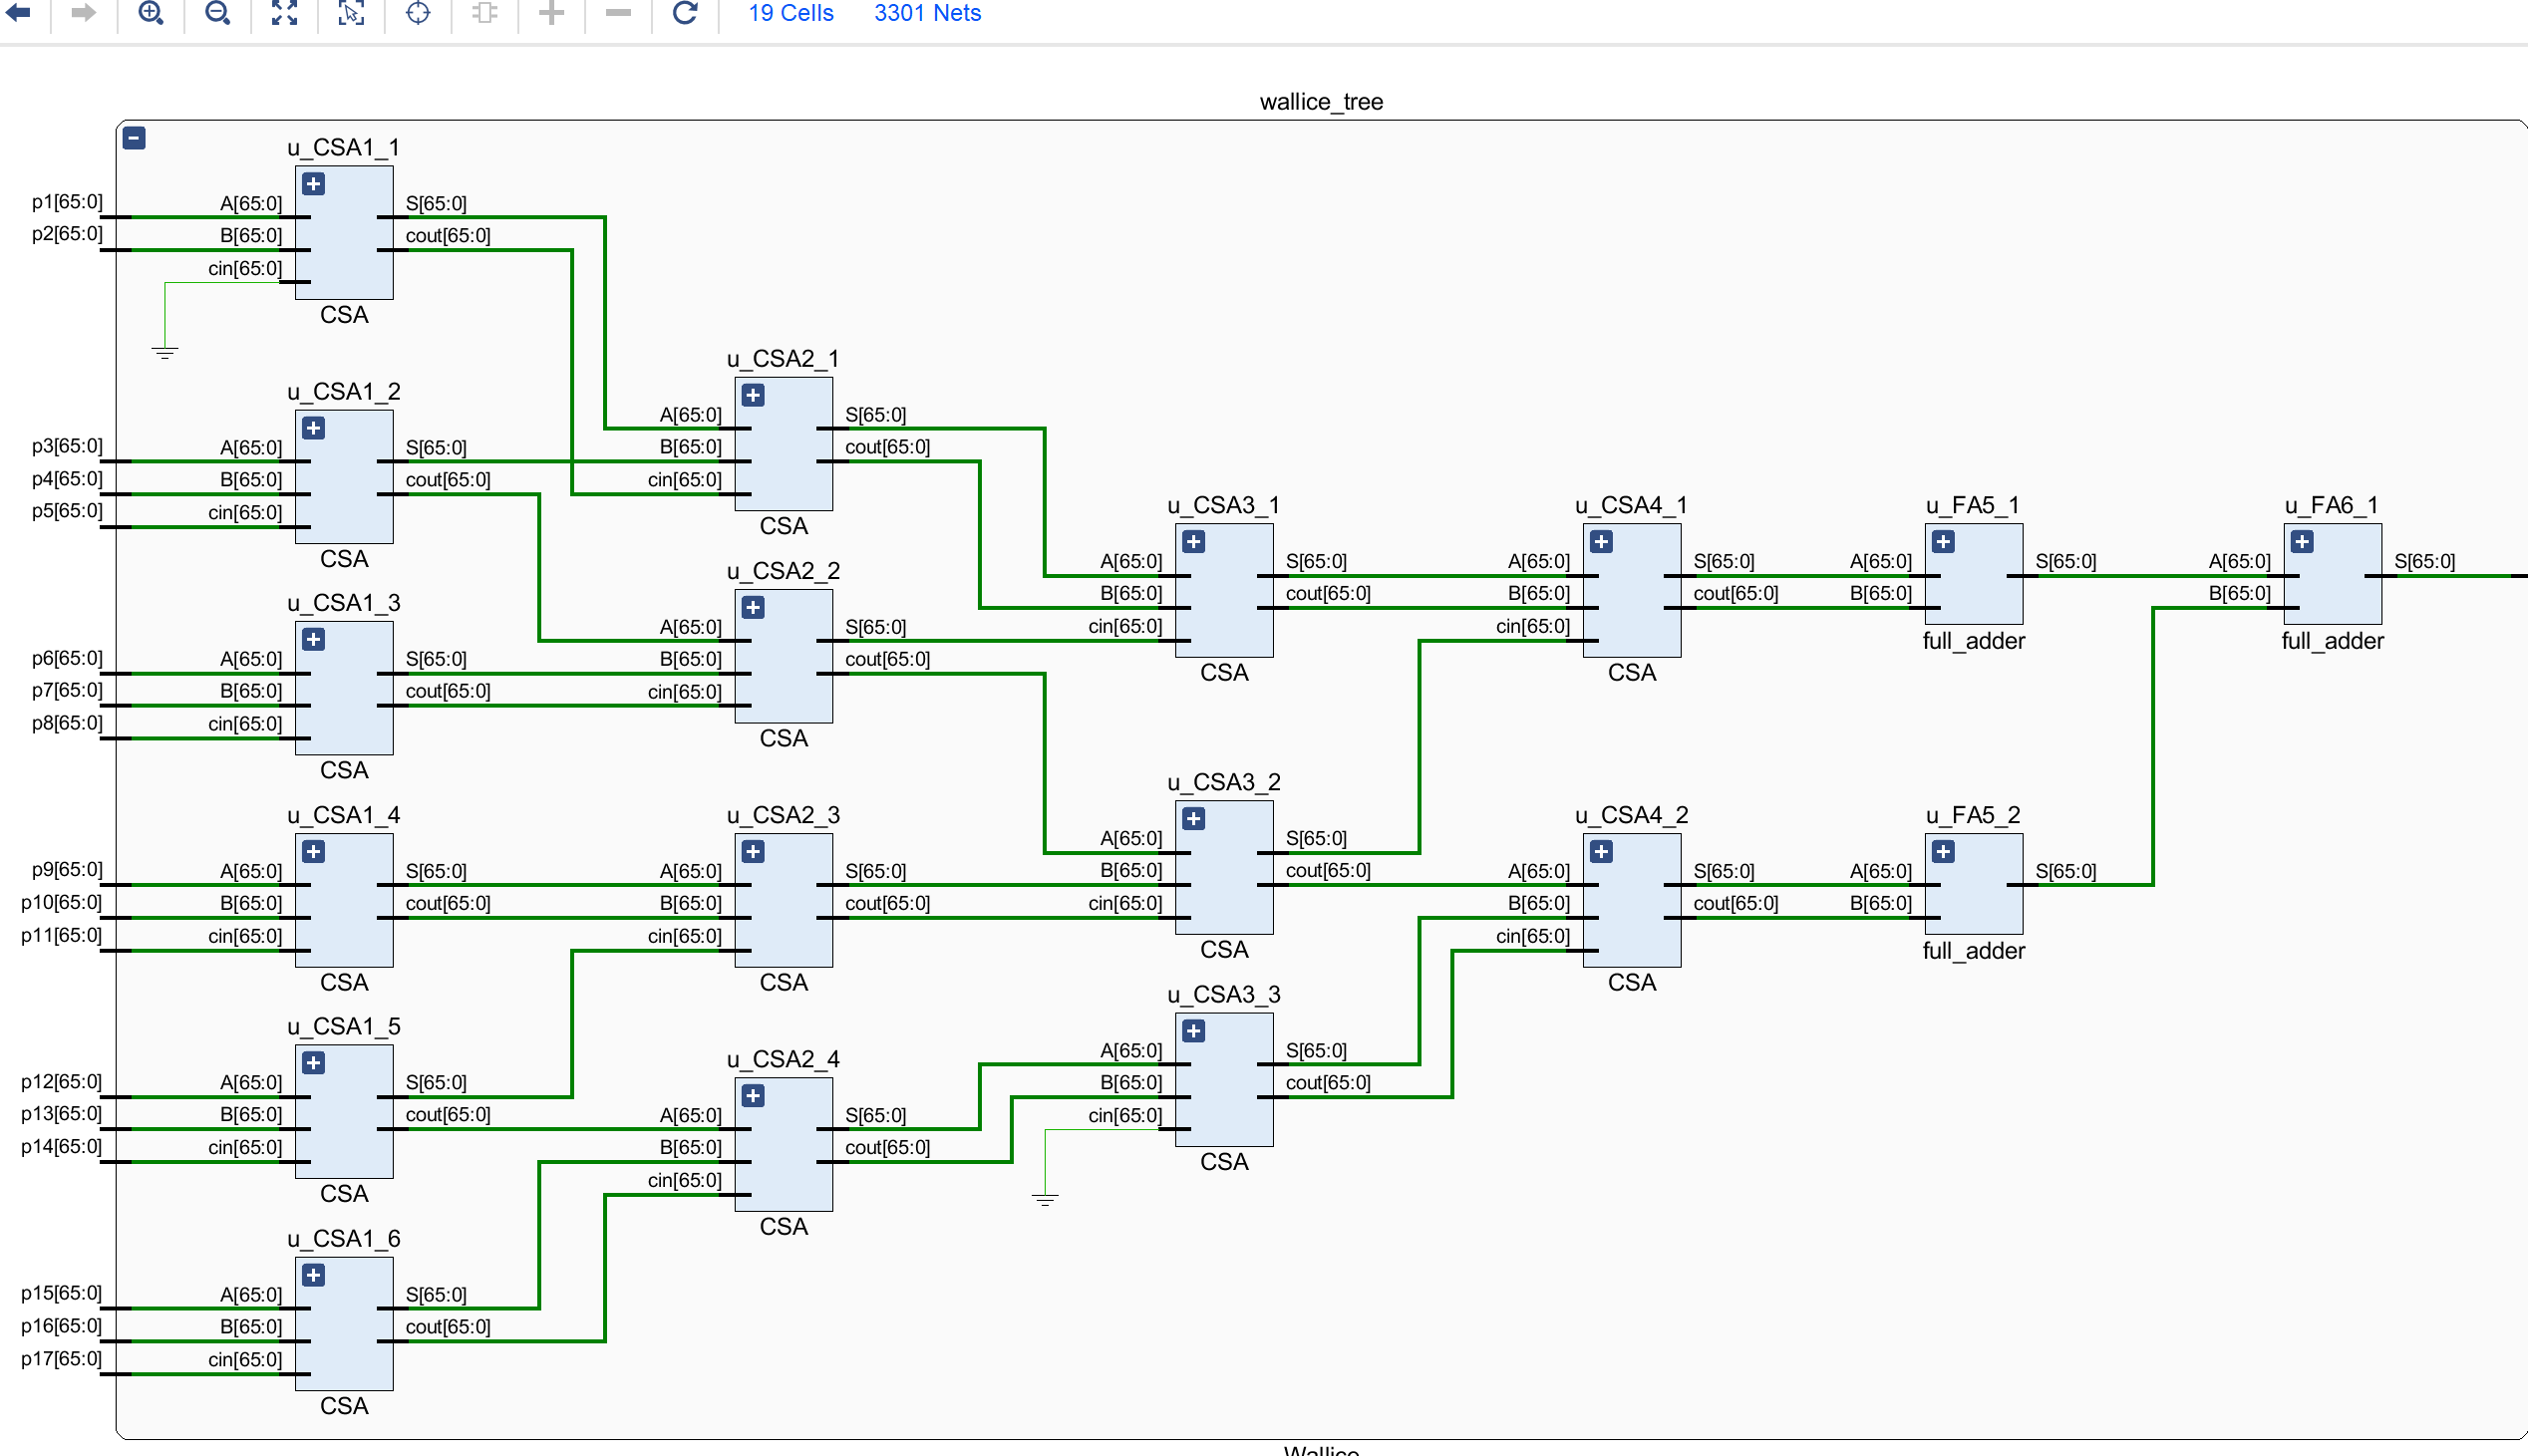 19 Cells 3301 Nets
wallice_tree
u_CSA1_1
p1[65:0] A[65:0] S[65:0]
p2[65:0] B[65:0] cout[65:0]
cin[65:0]
CSA
u_CSA1_2
p3[65:0] A[65:0] S[65:0]
p4[65:0] B[65:0] cout[65:0]
p5[65:0] cin[65:0]
CSA
u_CSA1_3
p6[65:0] A[65:0] S[65:0]
p7[65:0] B[65:0] cout[65:0]
p8[65:0] cin[65:0]
CSA
u_CSA1_4
p9[65:0] A[65:0] S[65:0]
p10[65:0] B[65:0] cout[65:0]
p11[65:0] cin[65:0]
CSA
u_CSA1_5
p12[65:0] A[65:0] S[65:0]
p13[65:0] B[65:0] cout[65:0]
p14[65:0] cin[65:0]
CSA
u_CSA1_6
p15[65:0] A[65:0] S[65:0]
p16[65:0] B[65:0] cout[65:0]
p17[65:0] cin[65:0]
CSA
u_CSA2_1
A[65:0] S[65:0]
B[65:0] cout[65:0]
cin[65:0]
CSA
u_CSA2_2
A[65:0] S[65:0]
B[65:0] cout[65:0]
cin[65:0]
CSA
u_CSA2_3
A[65:0] S[65:0]
B[65:0] cout[65:0]
cin[65:0]
CSA
u_CSA2_4
A[65:0] S[65:0]
B[65:0] cout[65:0]
cin[65:0]
CSA
u_CSA3_1
A[65:0] S[65:0]
B[65:0] cout[65:0]
cin[65:0]
CSA
u_CSA3_2
A[65:0] S[65:0]
B[65:0] cout[65:0]
cin[65:0]
CSA
u_CSA3_3
A[65:0] S[65:0]
B[65:0] cout[65:0]
cin[65:0]
CSA
u_CSA4_1
A[65:0] S[65:0]
B[65:0] cout[65:0]
cin[65:0]
CSA
u_CSA4_2
A[65:0] S[65:0]
B[65:0] cout[65:0]
cin[65:0]
CSA
u_FA5_1
A[65:0] S[65:0]
B[65:0]
full_adder
u_FA5_2
A[65:0] S[65:0]
B[65:0]
full_adder
u_FA6_1
A[65:0] S[65:0]
B[65:0]
full_adder
Wallice